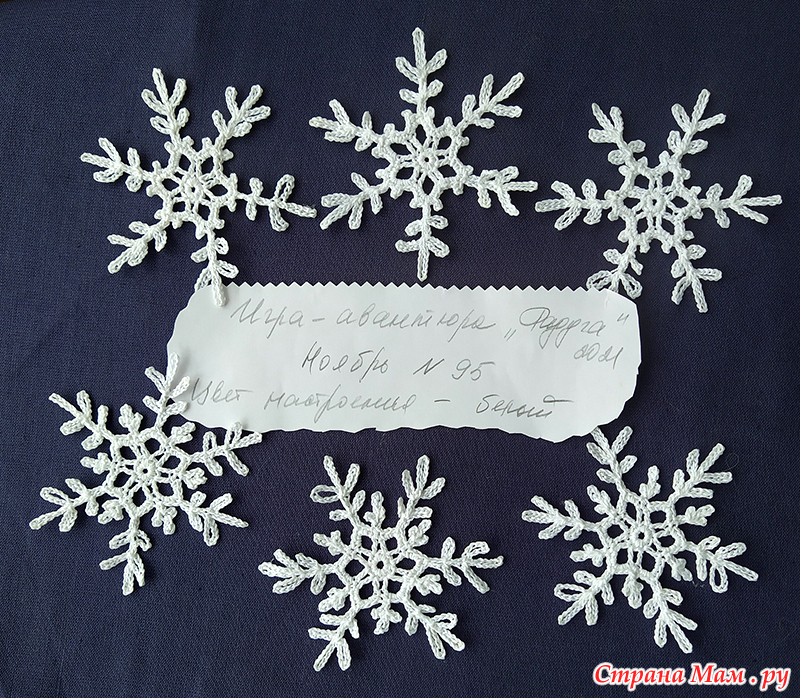 Игра-авантюра „Радуга“
2021
Ноябрь N 95
Цвет настроения - белый
Страна Мам.ру